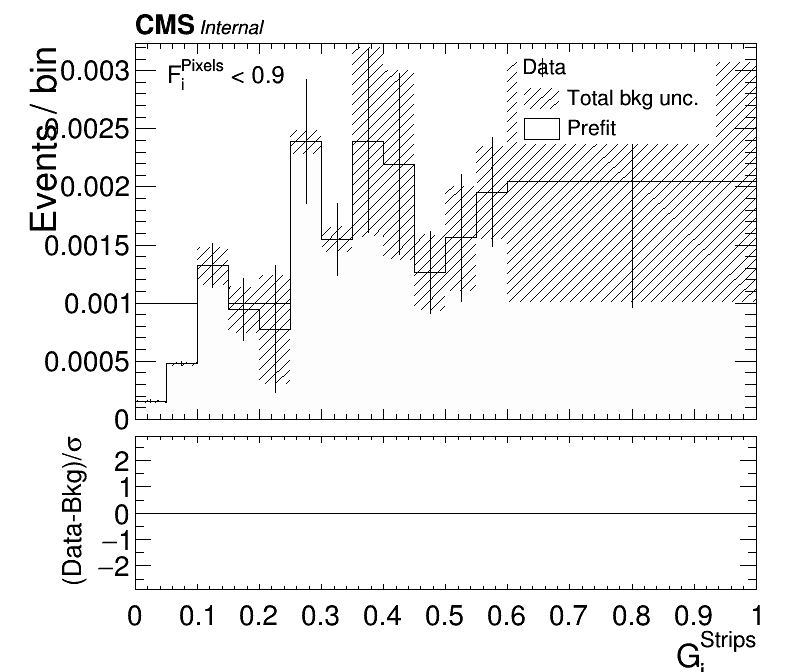 CMS Internal
F_i^Pixels < 0.9
Data
Total bkg unc.
Prefit
Events / bin
0.003
0.0025
0.002
0.0015
0.001
0.0005
0
(Data-Bkg)/σ
2
1
0
−1
−2
0 0.1 0.2 0.3 0.4 0.5 0.6 0.7 0.8 0.9 1
G_i^Strips